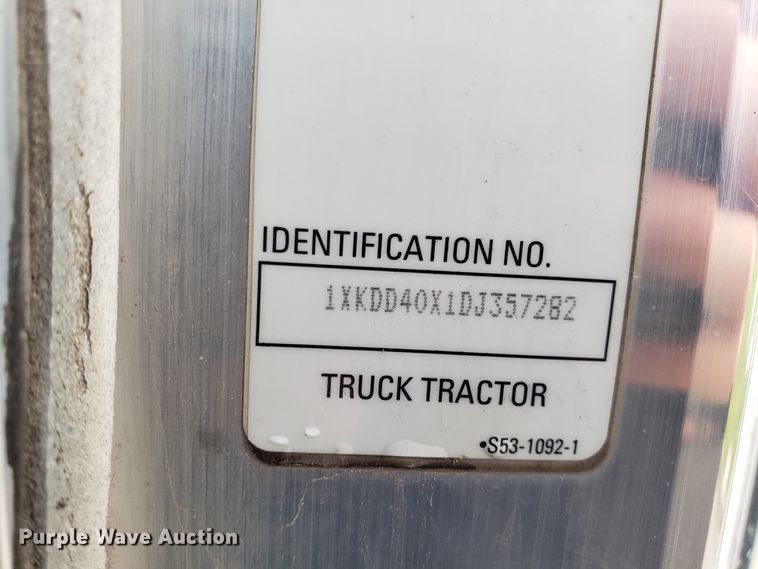 IDENTIFICATION NO.
1XKDD40X1DJ357282
TRUCK TRACTOR
•S53-1092-1
Purple Wave Auction®